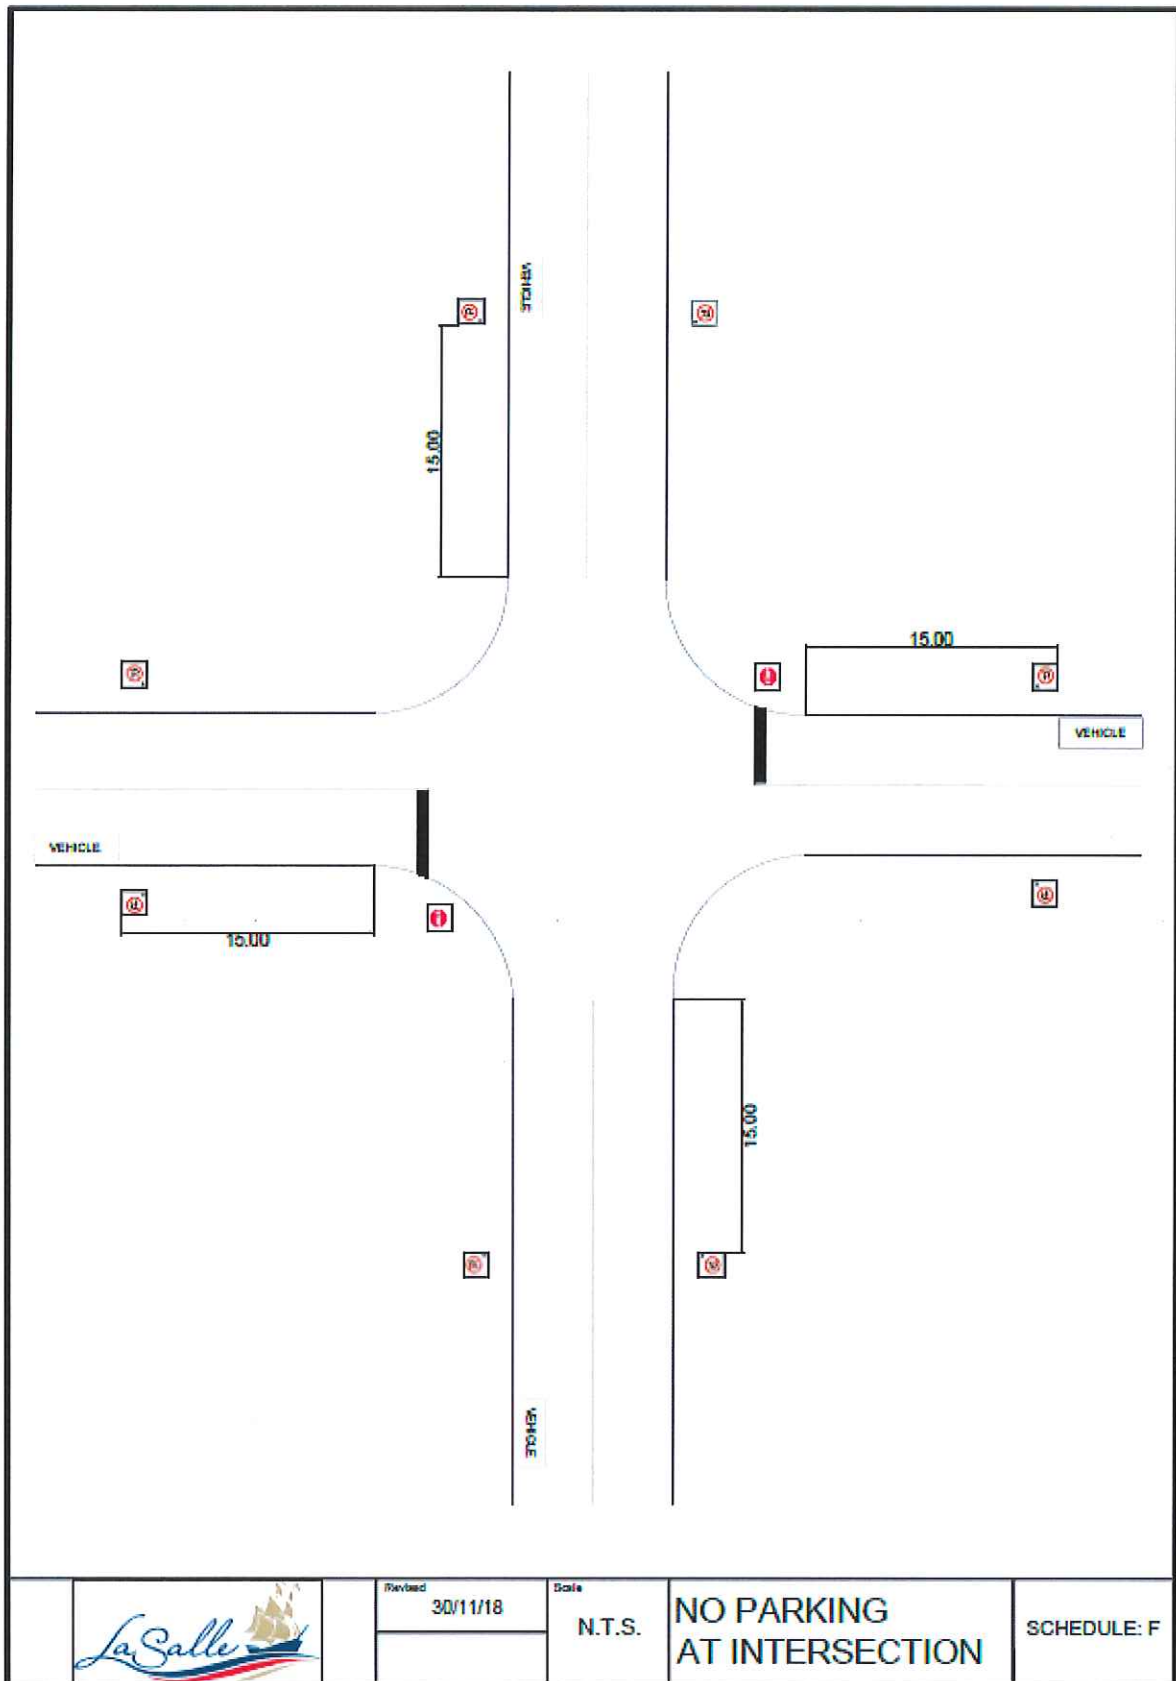 VEHICLE
15.00
15.00
VEHICLE
VEHICLE
15.00
15.00
VEHICLE
LaSalle
Revised
30/11/18
Scale
N.T.S.
NO PARKING
AT INTERSECTION
SCHEDULE: F